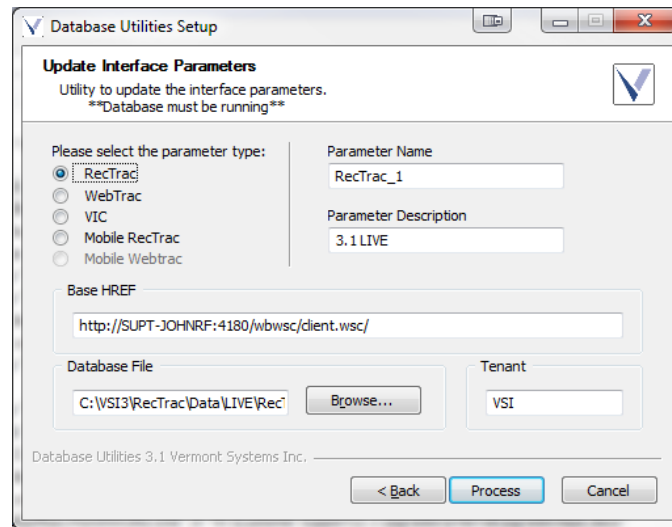 Database Utilities Setup
Update Interface Parameters
Utility to update the interface parameters.
**Database must be running**
Please select the parameter type:
RecTrac
WebTrac
VIC
Mobile RecTrac
Mobile Webtrac
Parameter Name
RecTrac_1
Parameter Description
3.1 LIVE
Base HREF
http://SUPT-JOHNRF:4180/wbwsc/client.wsc/
Database File
C:\VSI3\RecTrac\Data\LIVE\RecT
Browse...
Tenant
VSI
Database Utilities 3.1 Vermont Systems Inc.
< Back
Process
Cancel